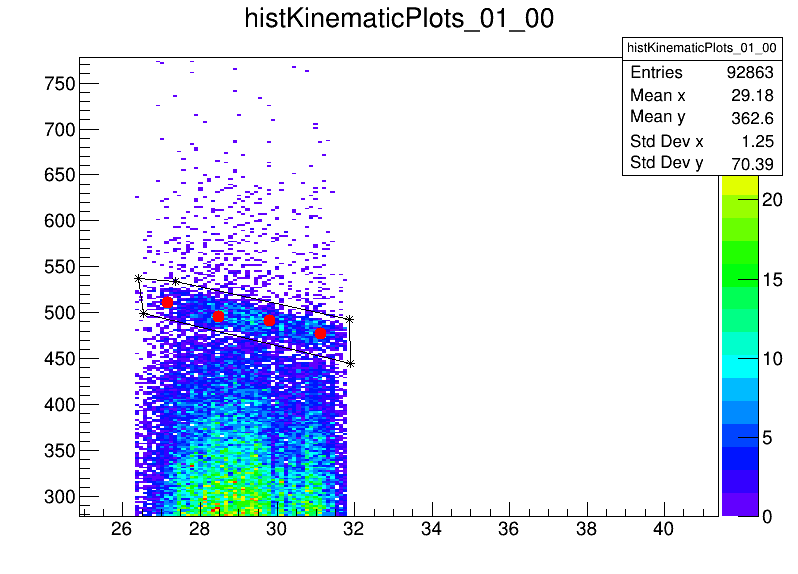 histKinematicPlots_01_00
histKinematicPlots_01_00
Entries 92863
Mean x 29.18
Mean y 362.6
Std Dev x 1.25
Std Dev y 70.39
750
700
650
600
550
500
450
400
350
300
20
15
10
5
0
26 28 30 32 34 36 38 40